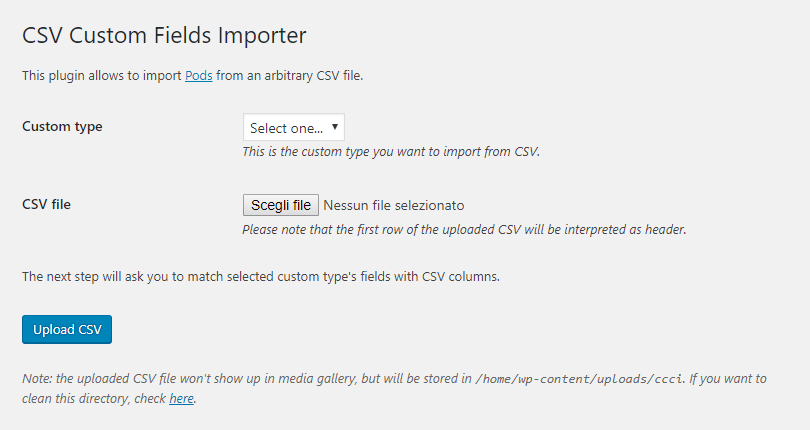 CSV Custom Fields Importer
This plugin allows to import Pods from an arbitrary CSV file.
Custom type
Select one...
This is the custom type you want to import from CSV.
CSV file
Scegli file Nessun file selezionato
Please note that the first row of the uploaded CSV will be interpreted as header.
The next step will ask you to match selected custom type's fields with CSV columns.
Upload CSV
Note: the uploaded CSV file won't show up in media gallery, but will be stored in /home/wp-content/uploads/ccci. If you want to
clean this directory, check here.